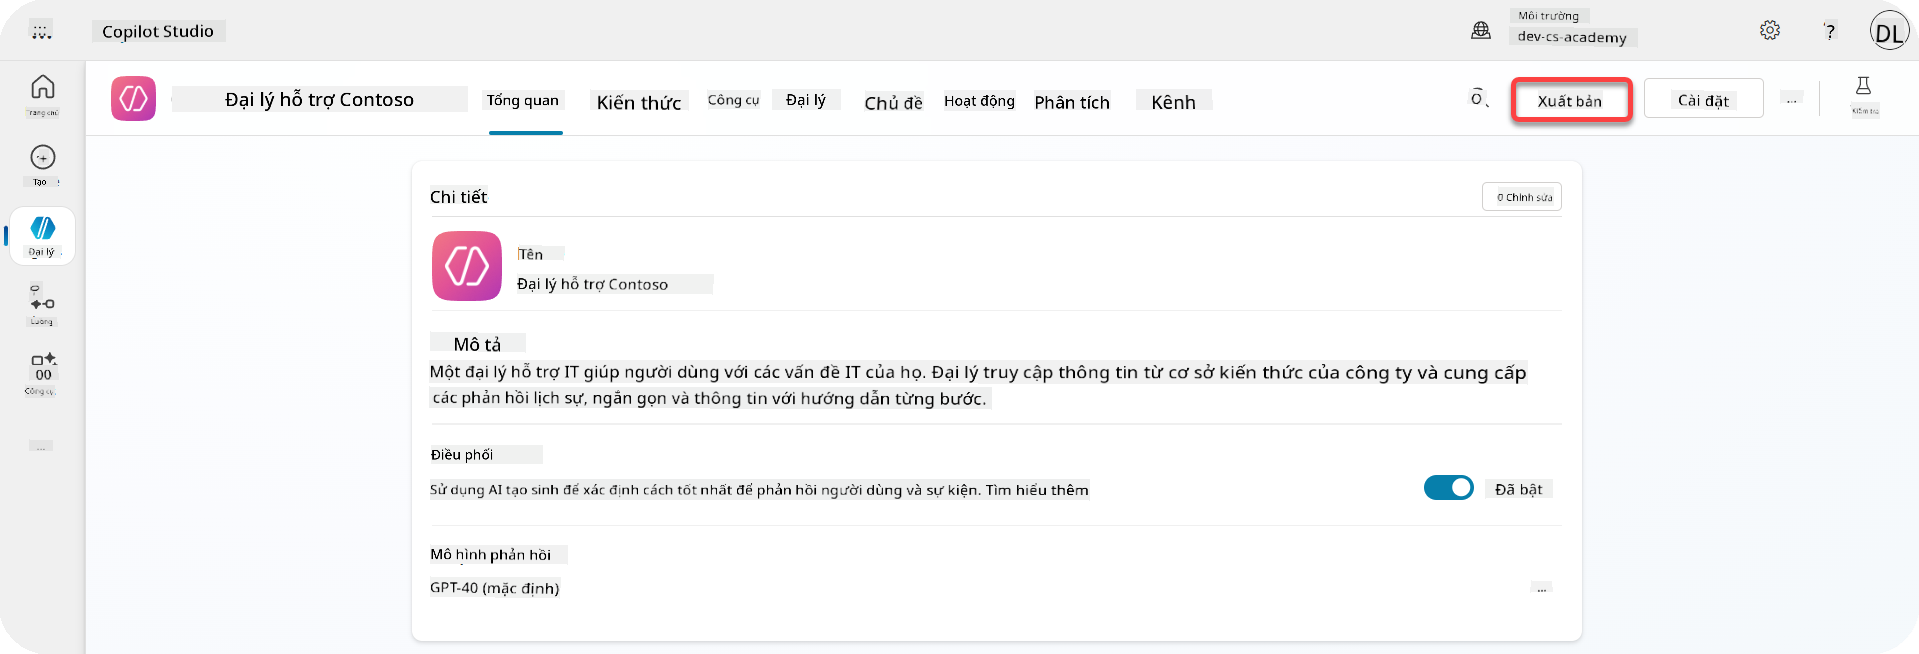 Copilot Studio
Môi trường
dev-cs-academy
?
DL
Trang chủ
Tạo
Đại lý
Luồng
Công cụ
...
Đại lý hỗ trợ Contoso
Tổng quan
Kiến thức
Công cụ
Đại lý
Chủ đề
Hoạt động
Phân tích
Kênh
Xuất bản
Cài đặt
...
Kiểm tra
Chi tiết
0 Chỉnh sửa
Tên
Đại lý hỗ trợ Contoso
Mô tả
Một đại lý hỗ trợ IT giúp người dùng với các vấn đề IT của họ. Đại lý truy cập thông tin từ cơ sở kiến thức của công ty và cung cấp
các phản hồi lịch sự, ngắn gọn và thông tin với hướng dẫn từng bước.
Điều phối
Sử dụng AI tạo sinh để xác định cách tốt nhất để phản hồi người dùng và sự kiện. Tìm hiểu thêm
Đã bật
Mô hình phản hồi
GPT-40 (mặc định)
...